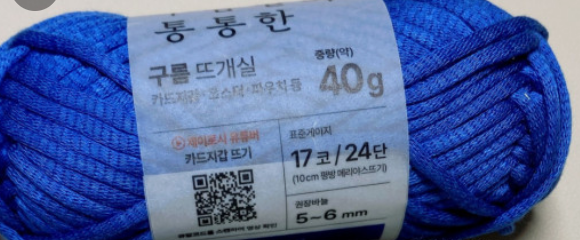 통통한
구름 뜨개실
카드지갑·코스터·파우치 등
중량(약)
40g
제이로사 유튜버
카드지갑 뜨기
표준게이지
17코/24단
(10cm 평방 메리야스뜨기)
권장바늘
5~6 mm